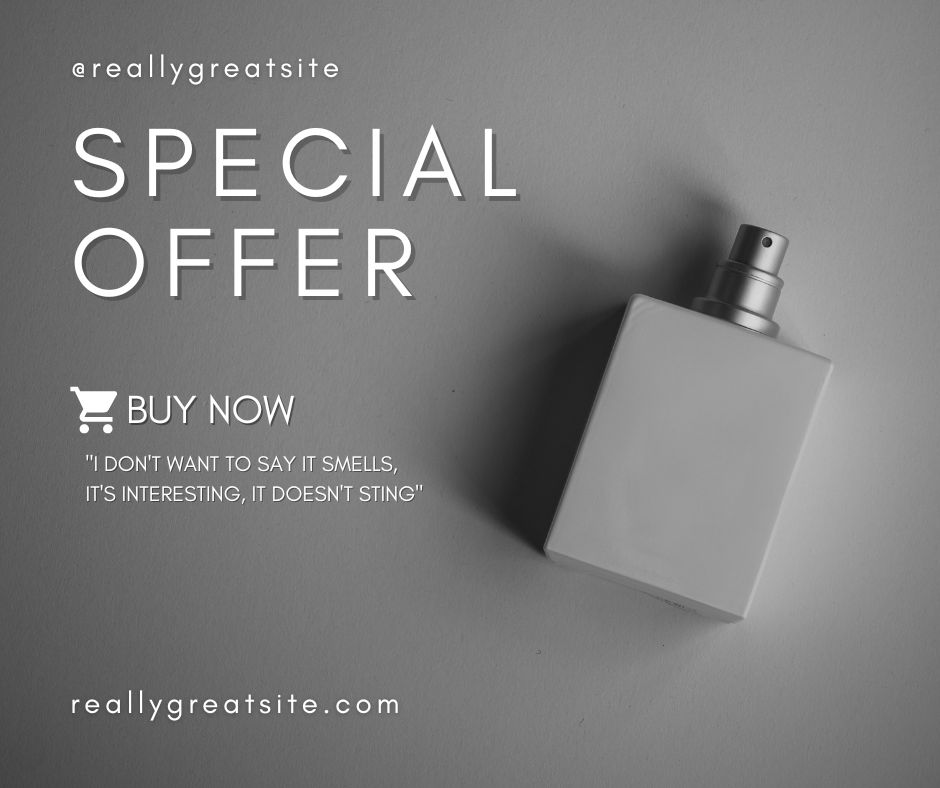 @reallygreatsite
SPECIAL
OFFER
BUY NOW
"I DON'T WANT TO SAY IT SMELLS,
IT'S INTERESTING, IT DOESN'T STING"
reallygreatsite.com